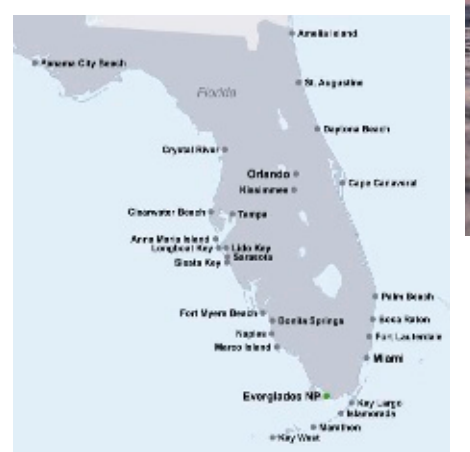 Amelia Island
Panama City Beach
St. Augustine
Florida
Daytona Beach
Crystal River
Orlando
Cape Canaveral
Kissimmee
Clearwater Beach
Tampa
Anna Maria Island
Longboat Key
Lido Key
Sarasota
Siesta Key
Palm Beach
Fort Myers Beach
Bonita Springs
Boca Raton
Naples
Fort Lauderdale
Marco Island
Miami
Everglades NP
Key Largo
Islamorada
Marathon
Key West